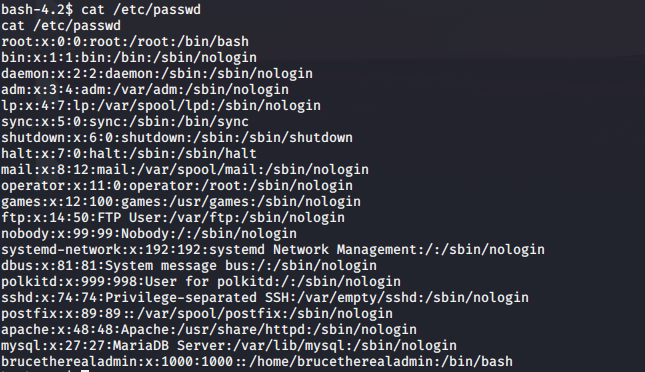 bash-4.2$ cat /etc/passwd
cat /etc/passwd
root:x:0:0:root:/root:/bin/bash
bin:x:1:1:bin:/bin:/sbin/nologin
daemon:x:2:2:daemon:/sbin:/sbin/nologin
adm:x:3:4:adm:/var/adm:/sbin/nologin
lp:x:4:7:lp:/var/spool/lpd:/sbin/nologin
sync:x:5:0:sync:/sbin:/bin/sync
shutdown:x:6:0:shutdown:/sbin:/sbin/shutdown
halt:x:7:0:halt:/sbin:/sbin/halt
mail:x:8:12:mail:/var/spool/mail:/sbin/nologin
operator:x:11:0:operator:/root:/sbin/nologin
games:x:12:100:games:/usr/games:/sbin/nologin
ftp:x:14:50:FTP User:/var/ftp:/sbin/nologin
nobody:x:99:99:Nobody:/:/sbin/nologin
systemd-network:x:192:192:systemd Network Management:/:/sbin/nologin
dbus:x:81:81:System message bus:/:/sbin/nologin
polkitd:x:999:998:User for polkitd:/:/sbin/nologin
sshd:x:74:74:Privilege-separated SSH:/var/empty/sshd:/sbin/nologin
postfix:x:89:89::/var/spool/postfix:/sbin/nologin
apache:x:48:48:Apache:/usr/share/httpd:/sbin/nologin
mysql:x:27:27:MariaDB Server:/var/lib/mysql:/sbin/nologin
brucetherealadmin:x:1000:1000::/home/brucetherealadmin:/bin/bash